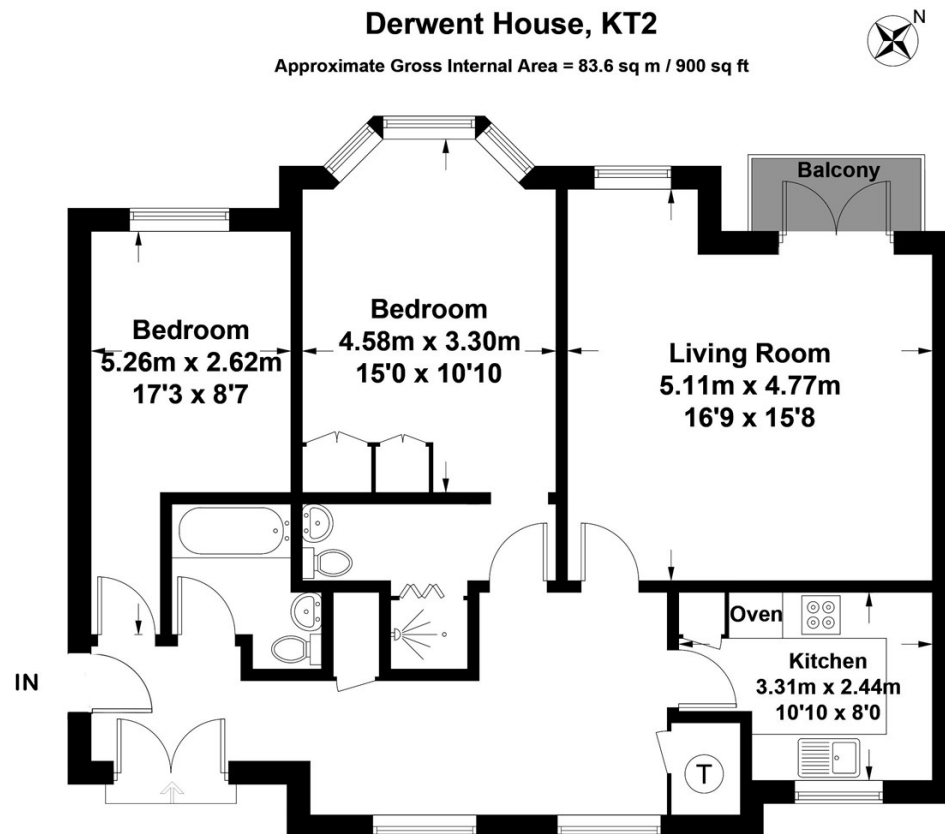 Derwent House, KT2
N
Approximate Gross Internal Area = 83.6 sq m / 900 sq ft
Balcony
Bedroom
5.26m x 2.62m
17'3 x 8'7
Bedroom
4.58m x 3.30m
15'0 x 10'10
Living Room
5.11m x 4.77m
16'9 x 15'8
Oven
Kitchen
3.31m x 2.44m
10'10 x 8'0
IN
T